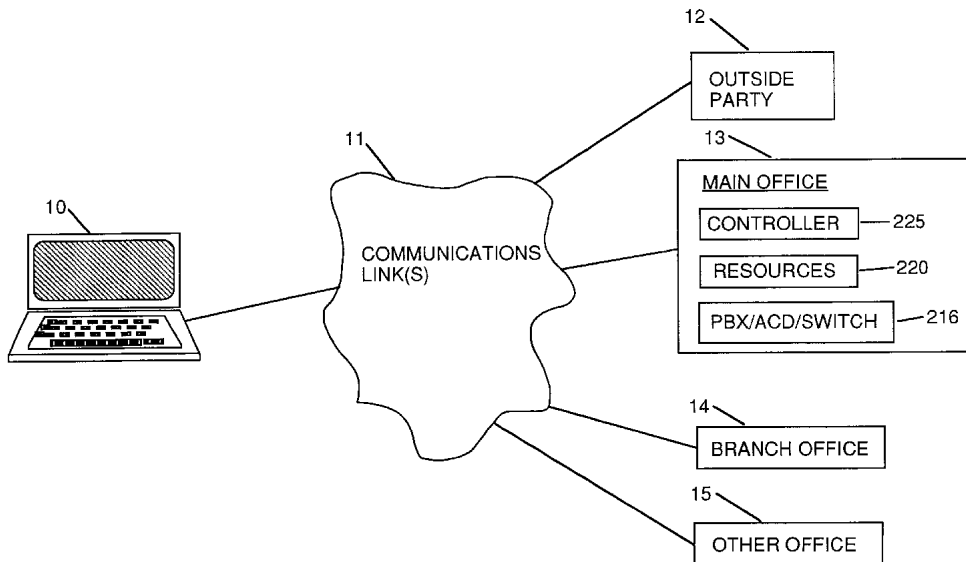 12
OUTSIDE
PARTY
11
13
MAIN OFFICE
10
CONTROLLER
225
COMMUNICATIONS
LINK(S)
RESOURCES
220
PBX/ACD/SWITCH
216
14
BRANCH OFFICE
15
OTHER OFFICE